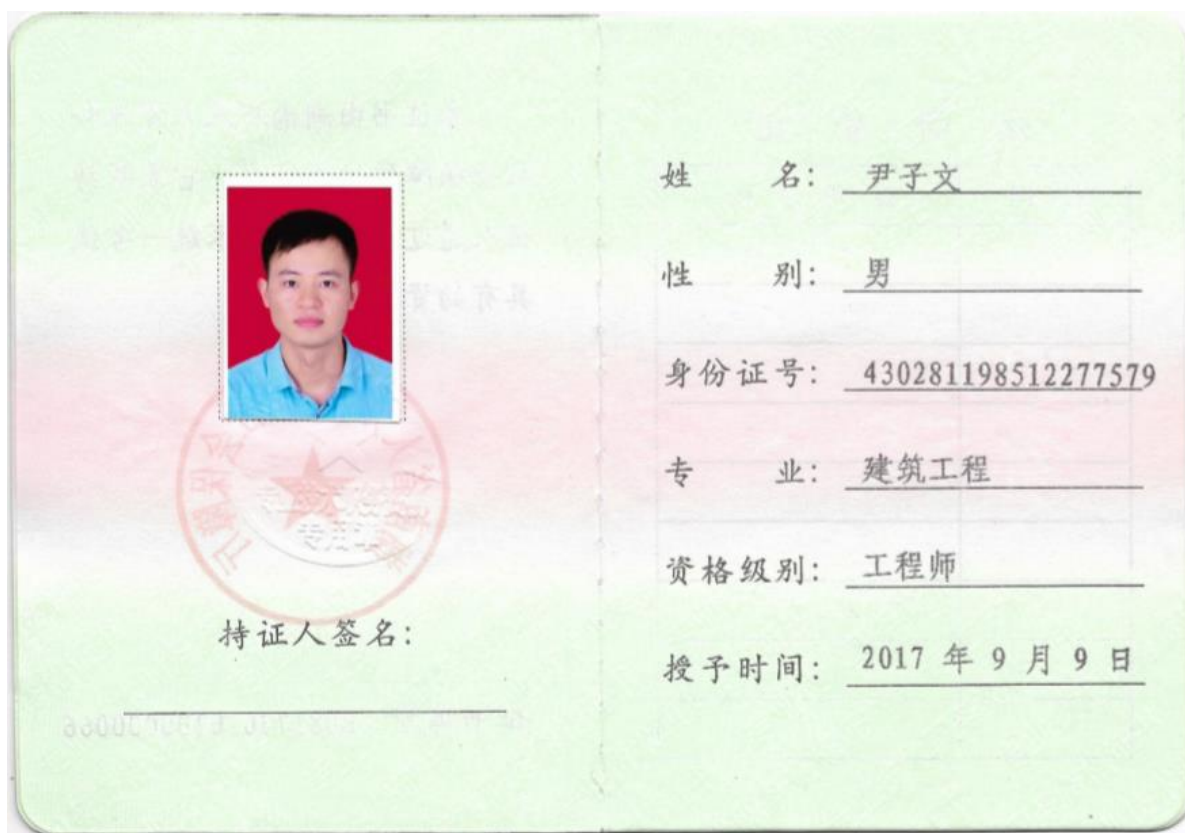 持证人签名：
姓 名： 尹子文
性 别： 男
身份证号： 430281198512277579
专 业： 建筑工程
资格级别： 工程师
授予时间： 2017 年 9 月 9 日